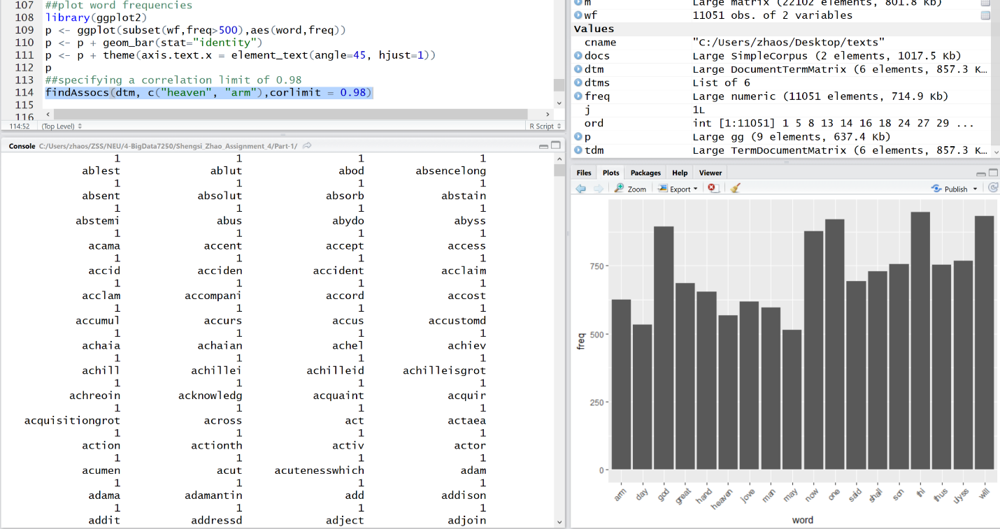 107 ##plot word frequencies
108 library(ggplot2)
109 p <- ggplot(subset(wf,freq>500),aes(word,freq))
110 p <- p + geom_bar(stat="identity")
111 p <- p + theme(axis.text.x = element_text(angle=45, hjust=1))
112 p
113 ##specifying a correlation limit of 0.98
114 findAssocs(dtm, c("heaven", "arm"),corlimit = 0.98)
115
116
114:52 (Top Level) R Script
Console C:/Users/zhaos/ZSS/NEU/4-BigData7250/Shengsi_Zhao_Assignment_4/Part-1/
1 1 1 1
ablest ablut abod absencelong
1 1 1 1
absent absolut absorb abstain
1 1 1 1
abstemi abus abydo abyss
1 1 1 1
acama accent accept access
1 1 1 1
accid acciden accident acclaim
1 1 1 1
acclam accompani accord accost
1 1 1 1
accumul accurs accus accustomd
1 1 1 1
achaia achaian achel achiev
1 1 1 1
achill achillei achilleid achilleisgrot
1 1 1 1
achreoin acknowledg acquaint acquir
1 1 1 1
acquisitiongrot across act actaea
1 1 1 1
action actionth activ actor
1 1 1 1
acumen acut acutenesswhich adam
1 1 1 1
adama adamantin add addison
1 1 1 1
addit addressd adject adjoin
m Large matrix (22102 elements, 801.8 Kb)
wf 11051 obs. of 2 variables
Values
cname "C:/Users/zhaos/Desktop/texts"
docs Large SimpleCorpus (2 elements, 1017.5 Kb)
dtm Large DocumentTermMatrix (6 elements, 857.3 K…
dtms List of 6
freq Large numeric (11051 elements, 714.9 Kb)
j 1L
ord int [1:11051] 1 5 8 13 14 16 18 24 27 29 ...
p Large gg (9 elements, 637.4 Kb)
tdm Large TermDocumentMatrix (6 elements, 857.3 K…
Files Plots Packages Help Viewer
Zoom Export Publish
750
500
250
0
freq
arm day god great hand heaven jove man may now one said shall son thi thus ulyss will
word